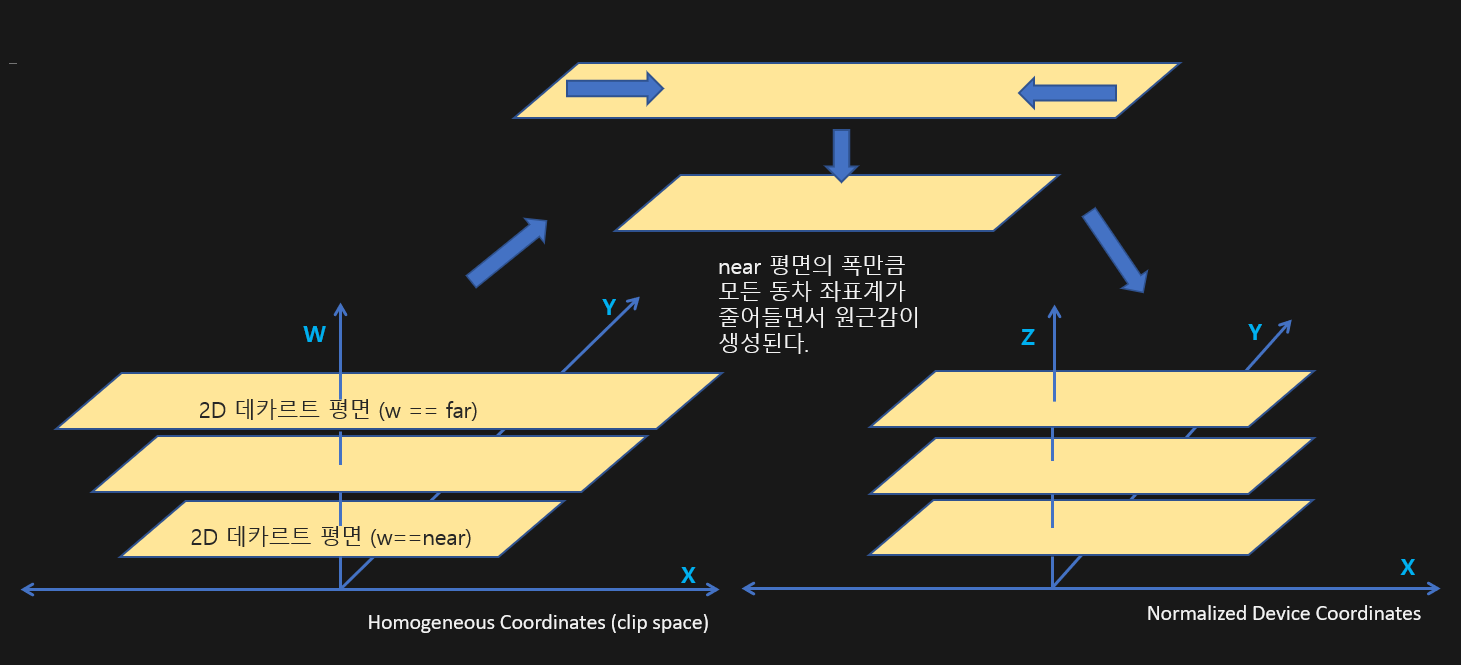 near 평면의 폭만큼
모든 동차 좌표계가
줄어들면서 원근감이
생성된다.
W
Y
2D 데카르트 평면 (w == far)
2D 데카르트 평면 (w==near)
X
Homogeneous Coordinates (clip space)
Z
Y
X
Normalized Device Coordinates